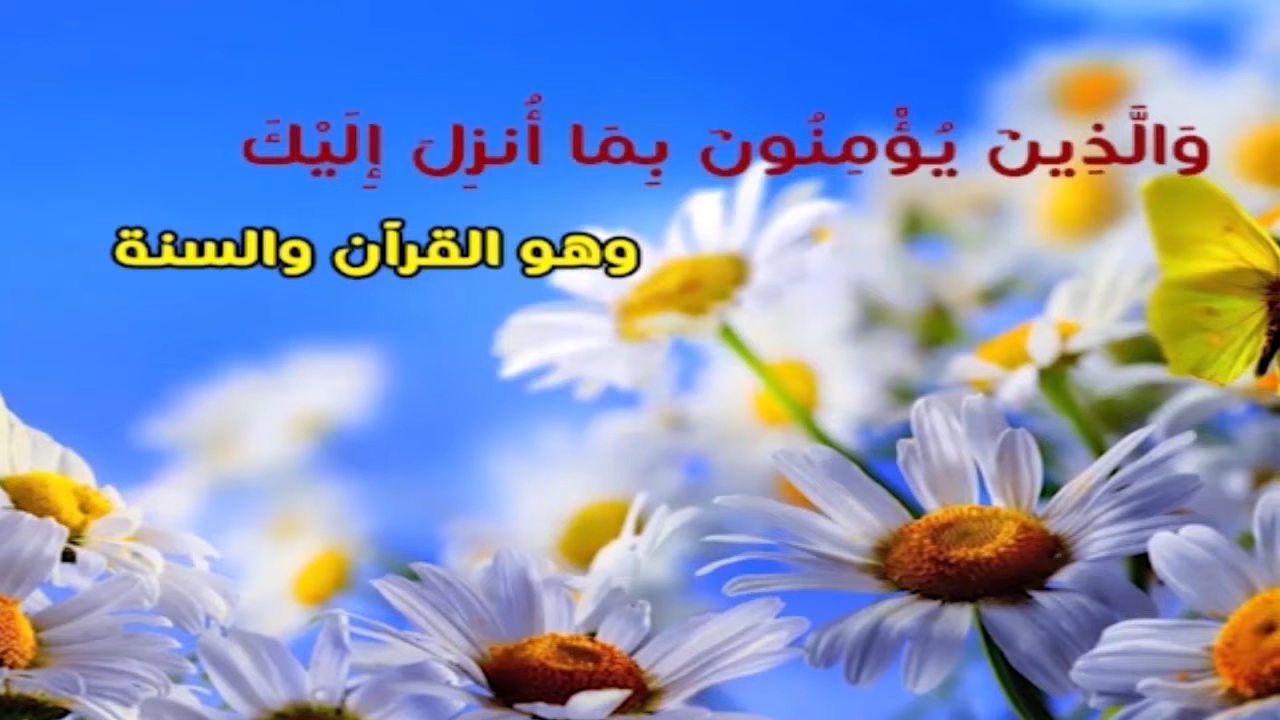 وَالَّذِينَ يُؤْمِنُونَ بِمَا أُنزِلَ إِلَيْكَ
وهو القرآن والسنة